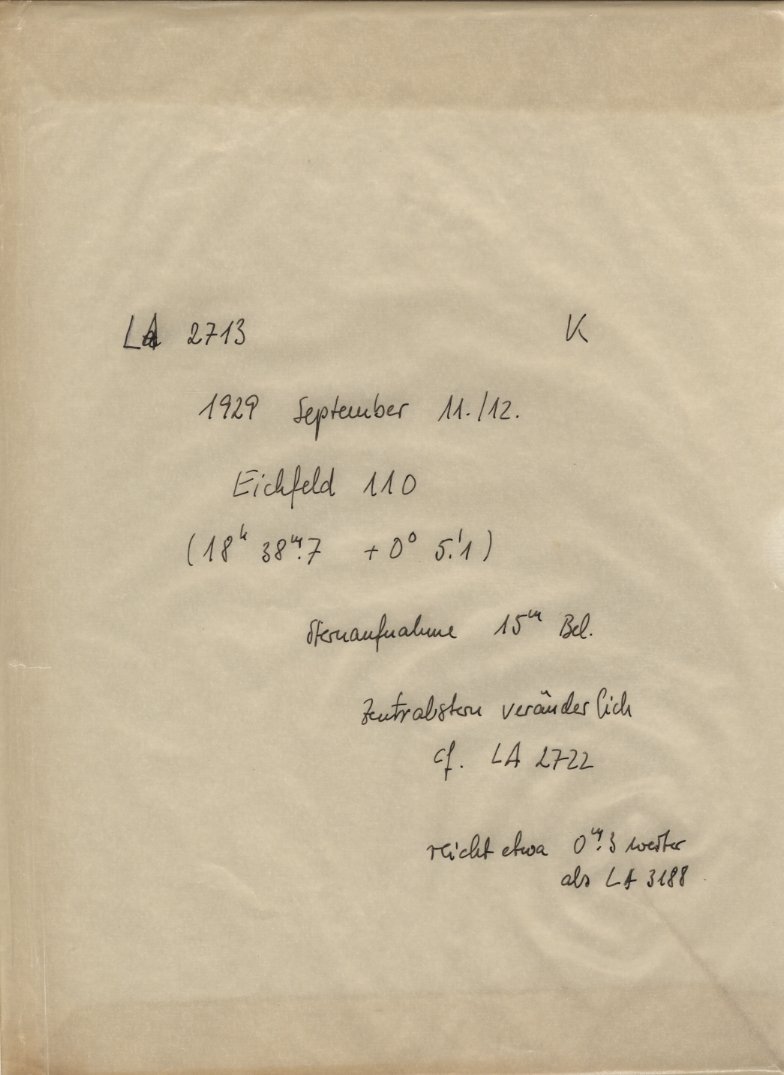 LA 2713 K
1929 September 11./12.
Eichfeld 110
(18ʰ 38ᵐ.7 + 0° 5'.1)
Sternaufnahme 15ᵐ Bel.
Zentralstern veränderlich
cf. LA 2722
reicht etwa 0ᵐ.3 weiter
als LA 3188